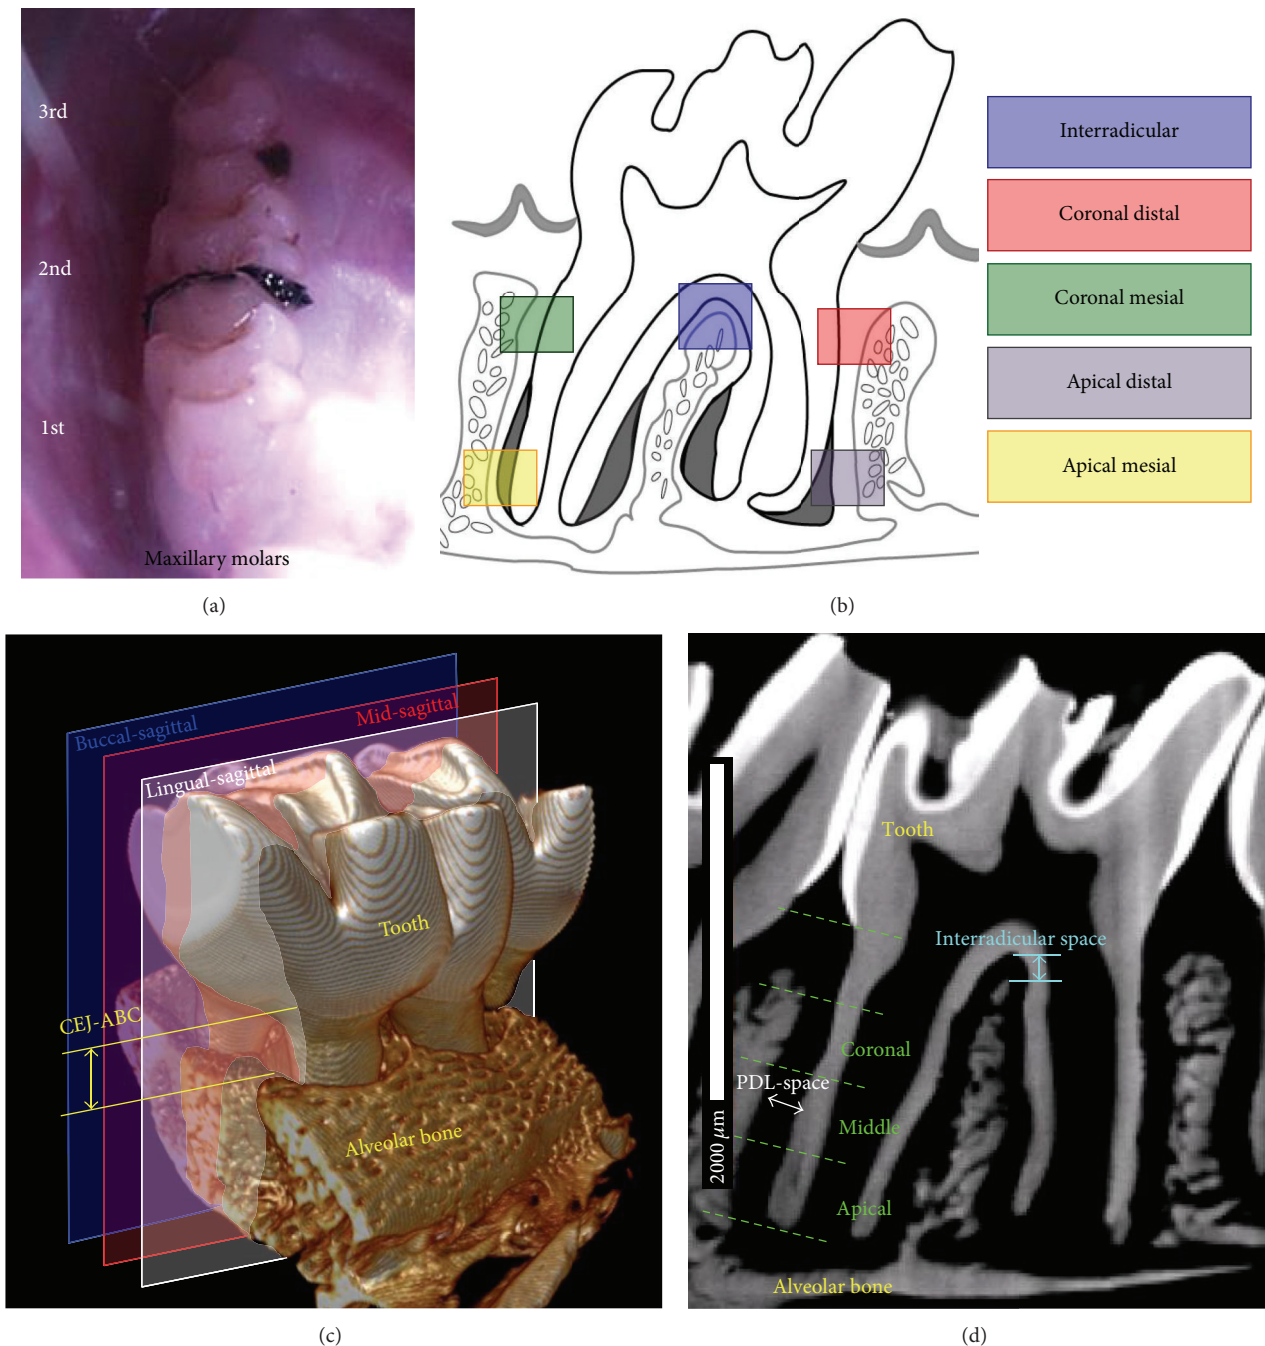 3rd
2nd
1st
Maxillary molars
(a)
Interradicular
Coronal distal
Coronal mesial
Apical distal
Apical mesial
(b)
Buccal-sagittal
Mid-sagittal
Lingual-sagittal
Tooth
CEJ-ABC
Alveolar bone
(c)
Tooth
Interradicular space
Coronal
PDL-space
Middle
Apical
2000 μm
Alveolar bone
(d)